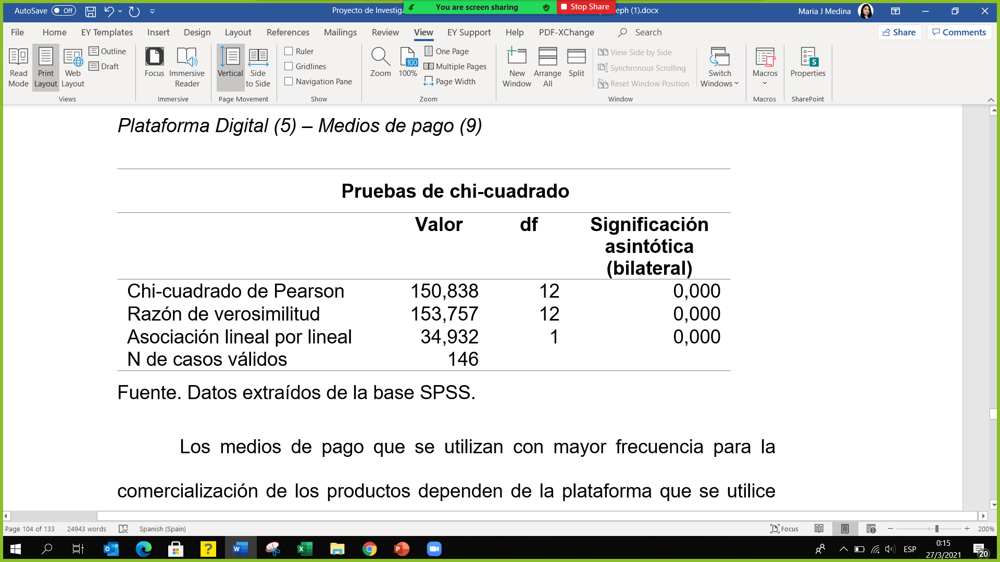 AutoSave Off
Proyecto de Investiga
You are screen sharing
Stop Share
eph (1).docx
Maria J Medina
File Home EY Templates Insert Design Layout References Mailings Review View EY Support Help PDF-XChange Search
Share Comments
Read Mode
Print Layout
Web Layout
Outline
Draft
Views
Focus
Immersive Reader
Immersive
Vertical
Side to Side
Page Movement
Ruler
Gridlines
Navigation Pane
Show
Zoom
100
100%
One Page
Multiple Pages
Page Width
Zoom
New Window
Arrange All
Split
View Side by Side
Synchronous Scrolling
Reset Window Position
Switch Windows
Window
Macros
Macros
S
Properties
SharePoint
Plataforma Digital (5) – Medios de pago (9)
Pruebas de chi-cuadrado
Valor df Significación
asintótica
(bilateral)
Chi-cuadrado de Pearson 150,838 12 0,000
Razón de verosimilitud 153,757 12 0,000
Asociación lineal por lineal 34,932 1 0,000
N de casos válidos 146
Fuente. Datos extraídos de la base SPSS.
Los medios de pago que se utilizan con mayor frecuencia para la
comercialización de los productos dependen de la plataforma que se utilice
Page 104 of 133 24943 words Spanish (Spain) Focus 200%
ESP
0:15
27/3/2021
20